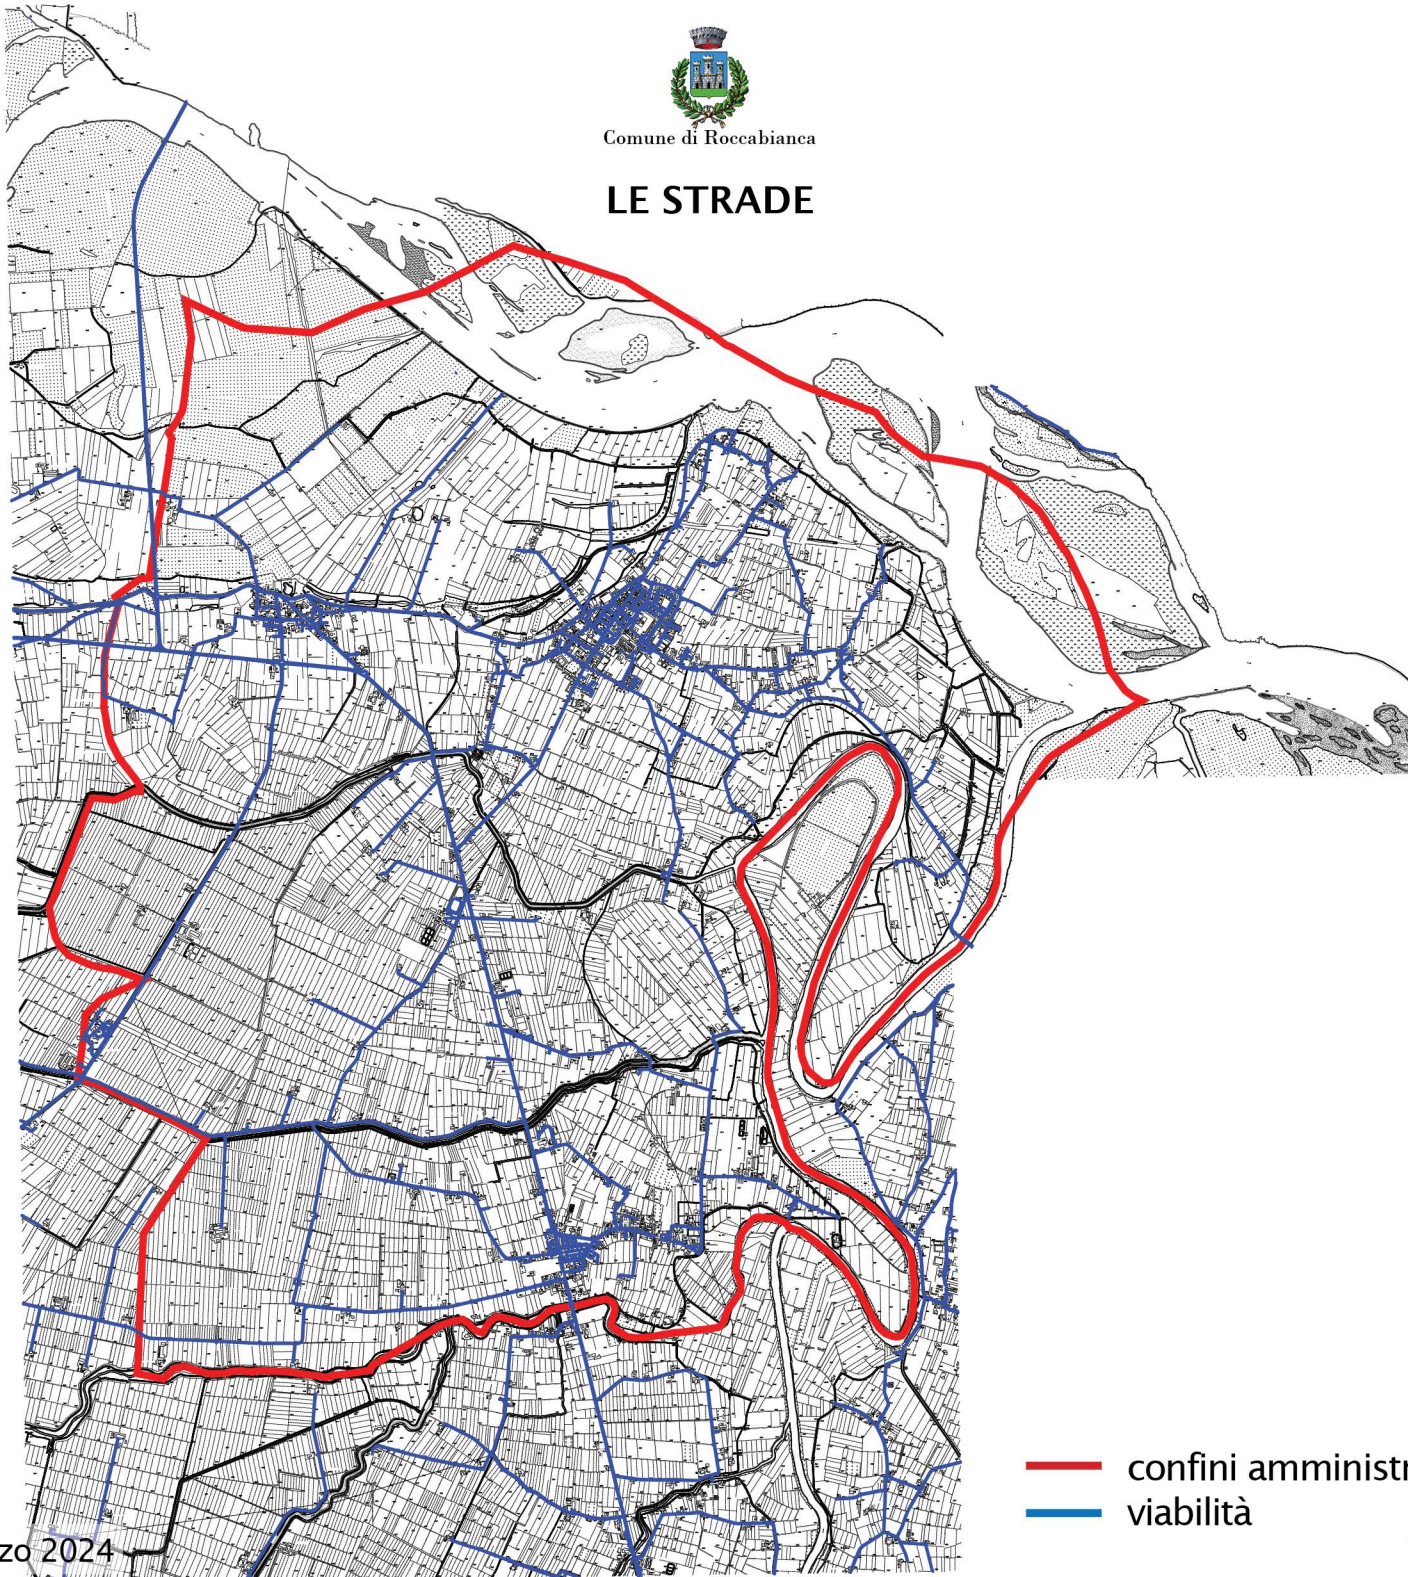 Comune di Roccabianca
LE STRADE
confini amministr
viabilità
zo 2024